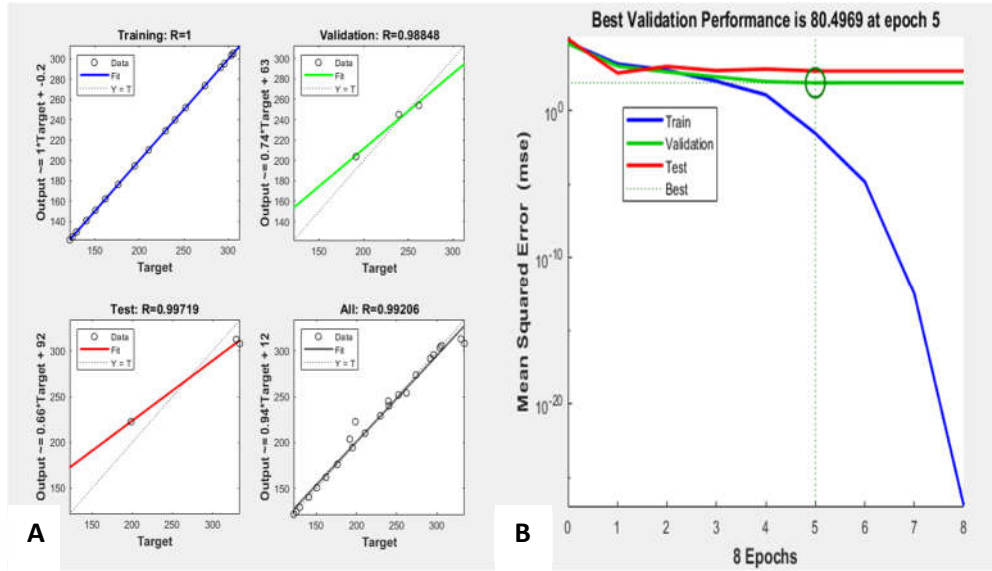 Training: R=1
Output ~= 1*Target + -0.2
Data
Fit
Y = T
300
280
260
240
220
200
180
160
140
150
200
250
300
Target
Validation: R=0.98848
Output ~= 0.74*Target + 63
Data
Fit
Y = T
300
280
260
240
220
200
180
160
140
150
200
250
300
Target
Test: R=0.99719
Output ~= 0.66*Target + 92
Data
Fit
Y = T
300
250
200
150
150
200
250
300
Target
All: R=0.99206
Output ~= 0.94*Target + 12
Data
Fit
Y = T
300
250
200
150
150
200
250
300
Target
A
Best Validation Performance is 80.4969 at epoch 5
Mean Squared Error (mse)
10^0
10^-10
10^-20
Train
Validation
Test
Best
0
1
2
3
4
5
6
7
8
8 Epochs
B